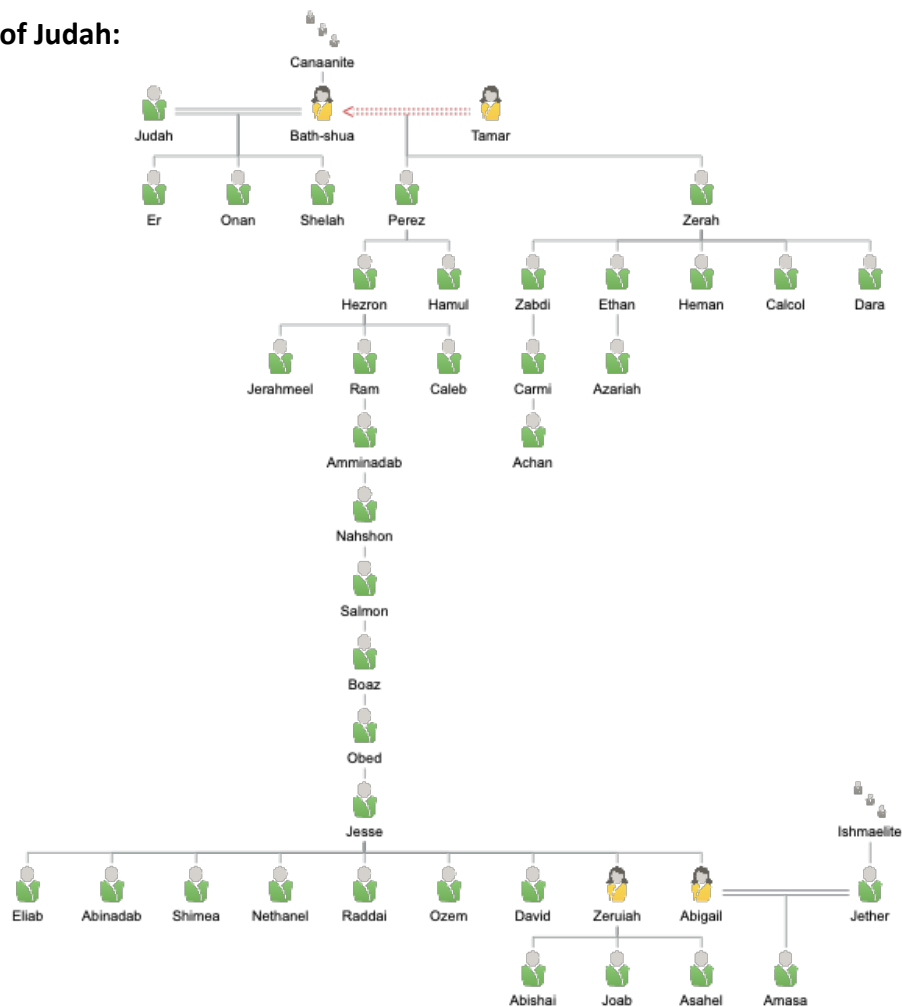 of Judah:
Canaanite
Judah Bath-shua Tamar
Er Onan Shelah Perez Zerah
Hezron Hamul Zabdi Ethan Heman Calcol Dara
Jerahmeel Ram Caleb Carmi Azariah
Amminadab Achan
Nahshon
Salmon
Boaz
Obed
Jesse Ishmaelite
Eliab Abinadab Shimea Nethanel Raddai Ozem David Zeruiah Abigail Jether
Abishai Joab Asahel Amasa